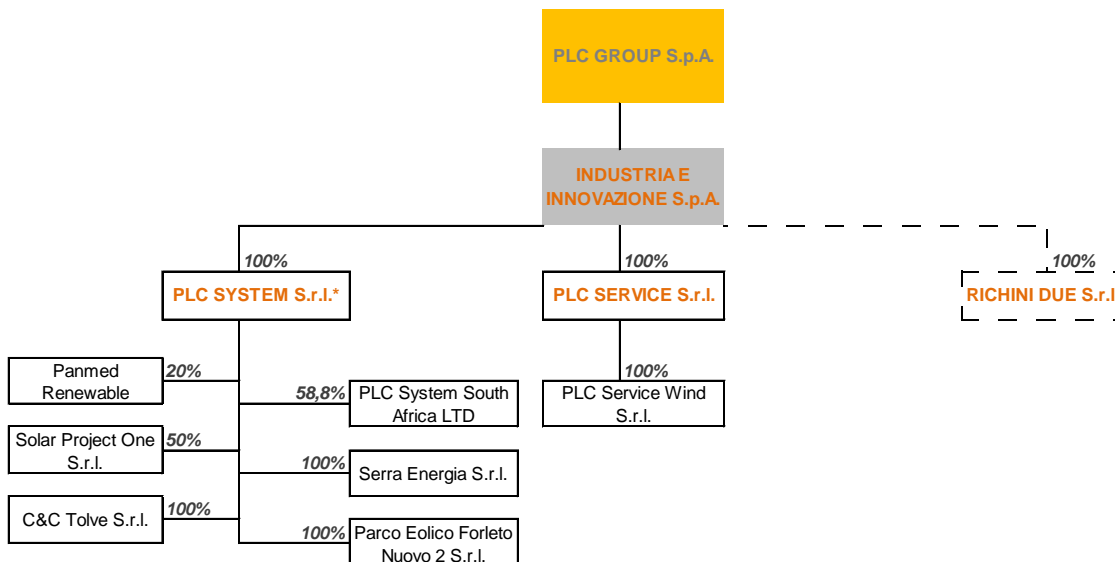 PLC GROUP S.p.A.
INDUSTRIA E
INNOVAZIONE S.p.A.
100%
100%
100%
PLC SYSTEM S.r.l.*
PLC SERVICE S.r.l.
RICHINI DUE S.r.l
Panmed
Renewable
20%
58,8%
PLC System South
Africa LTD
100%
PLC Service Wind
S.r.l.
Solar Project One
S.r.l.
50%
100%
Serra Energia S.r.l.
C&C Tolve S.r.l.
100%
100%
Parco Eolico Forleto
Nuovo 2 S.r.l.